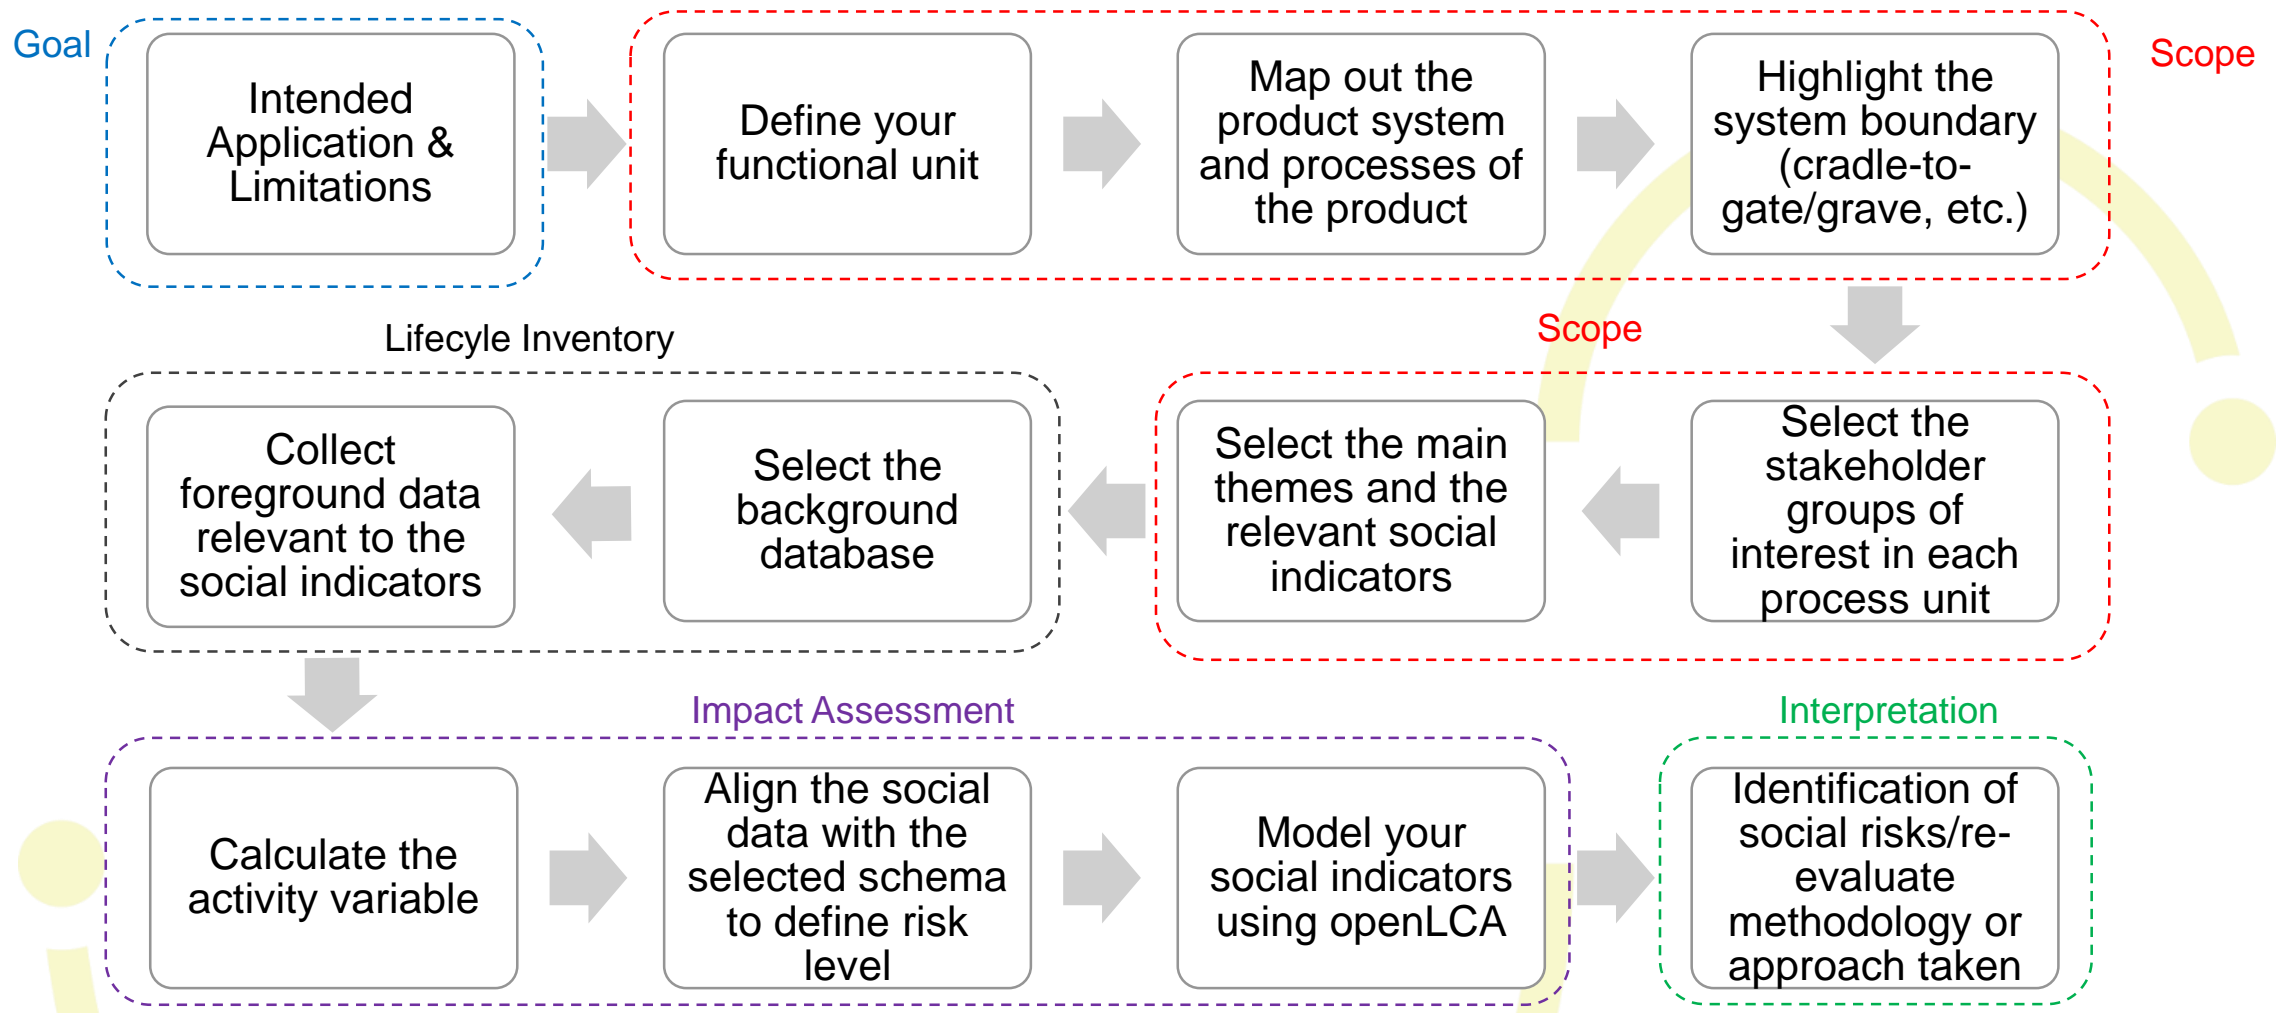 Goal
Intended
Application &
Limitations
Define your
functional unit
Map out the
product system
and processes of
the product
Highlight the
system boundary
(cradle-to-
gate/grave, etc.)
Scope
Scope
Select the
stakeholder
groups of
interest in each
process unit
Select the main
themes and the
relevant social
indicators
Lifecyle Inventory
Select the
background
database
Collect
foreground data
relevant to the
social indicators
Impact Assessment
Calculate the
activity variable
Align the social
data with the
selected schema
to define risk
level
Model your
social indicators
using openLCA
Interpretation
Identification of
social risks/re-
evaluate
methodology or
approach taken